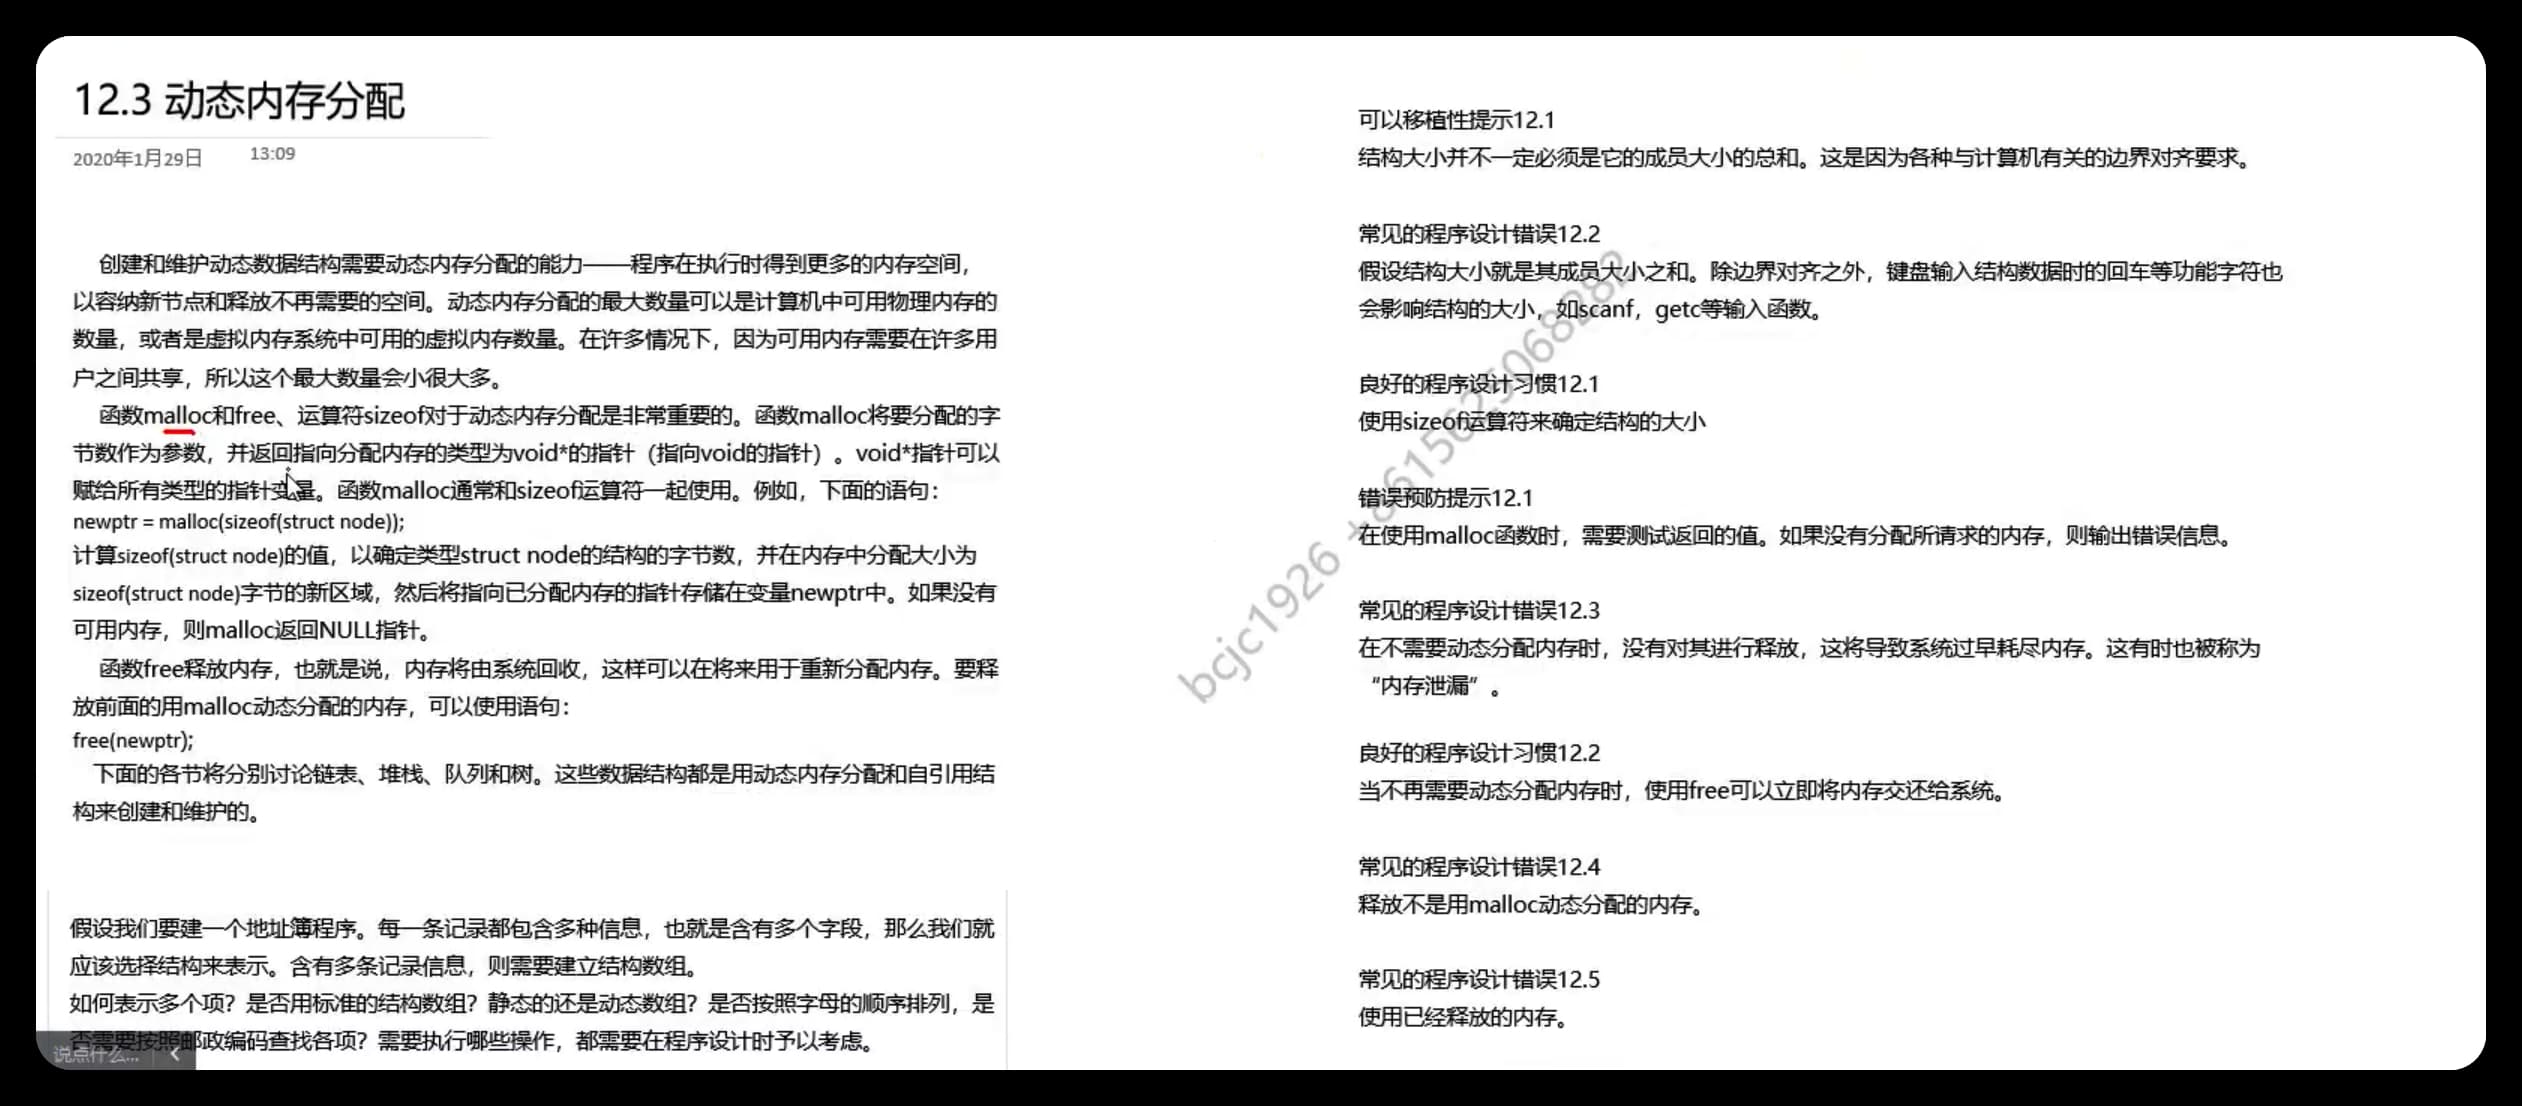 12.3 动态内存分配
2020年1月29日 13:09
创建和维护动态数据结构需要动态内存分配的能力——程序在执行时得到更多的内存空间，
以容纳新节点和释放不再需要的空间。动态内存分配的最大数量可以是计算机中可用物理内存的
数量，或者是虚拟内存系统中可用的虚拟内存数量。在许多情况下，因为可用内存需要在许多用
户之间共享，所以这个最大数量会小很大多。
函数malloc和free、运算符sizeof对于动态内存分配是非常重要的。函数malloc将要分配的字
节数作为参数，并返回指向分配内存的类型为void*的指针（指向void的指针）。void*指针可以
赋给所有类型的指针变量。函数malloc通常和sizeof运算符一起使用。例如，下面的语句：
newptr = malloc(sizeof(struct node));
计算sizeof(struct node)的值，以确定类型struct node的结构的字节数，并在内存中分配大小为
sizeof(struct node)字节的新区域，然后将指向已分配内存的指针存储在变量newptr中。如果没有
可用内存，则malloc返回NULL指针。
函数free释放内存，也就是说，内存将由系统回收，这样可以在将来用于重新分配内存。要释
放前面的用malloc动态分配的内存，可以使用语句：
free(newptr);
下面的各节将分别讨论链表、堆栈、队列和树。这些数据结构都是用动态内存分配和自引用结
构来创建和维护的。
假设我们要建一个地址簿程序。每一条记录都包含多种信息，也就是含有多个字段，那么我们就
应该选择结构来表示。含有多条记录信息，则需要建立结构数组。
如何表示多个项？是否用标准的结构数组？静态的还是动态数组？是否按照字母的顺序排列，是
否需要按照邮政编码查找各项？需要执行哪些操作，都需要在程序设计时予以考虑。
说点什么...
可以移植性提示12.1
结构大小并不一定必须是它的成员大小的总和。这是因为各种与计算机有关的边界对齐要求。
常见的程序设计错误12.2
假设结构大小就是其成员大小之和。除边界对齐之外，键盘输入结构数据时的回车等功能字符也
会影响结构的大小，如scanf，getc等输入函数。
良好的程序设计习惯12.1
使用sizeof运算符来确定结构的大小
错误预防提示12.1
在使用malloc函数时，需要测试返回的值。如果没有分配所请求的内存，则输出错误信息。
常见的程序设计错误12.3
在不需要动态分配内存时，没有对其进行释放，这将导致系统过早耗尽内存。这有时也被称为
“内存泄漏”。
良好的程序设计习惯12.2
当不再需要动态分配内存时，使用free可以立即将内存交还给系统。
常见的程序设计错误12.4
释放不是用malloc动态分配的内存。
常见的程序设计错误12.5
使用已经释放的内存。
bcjc1926 +8615625068282